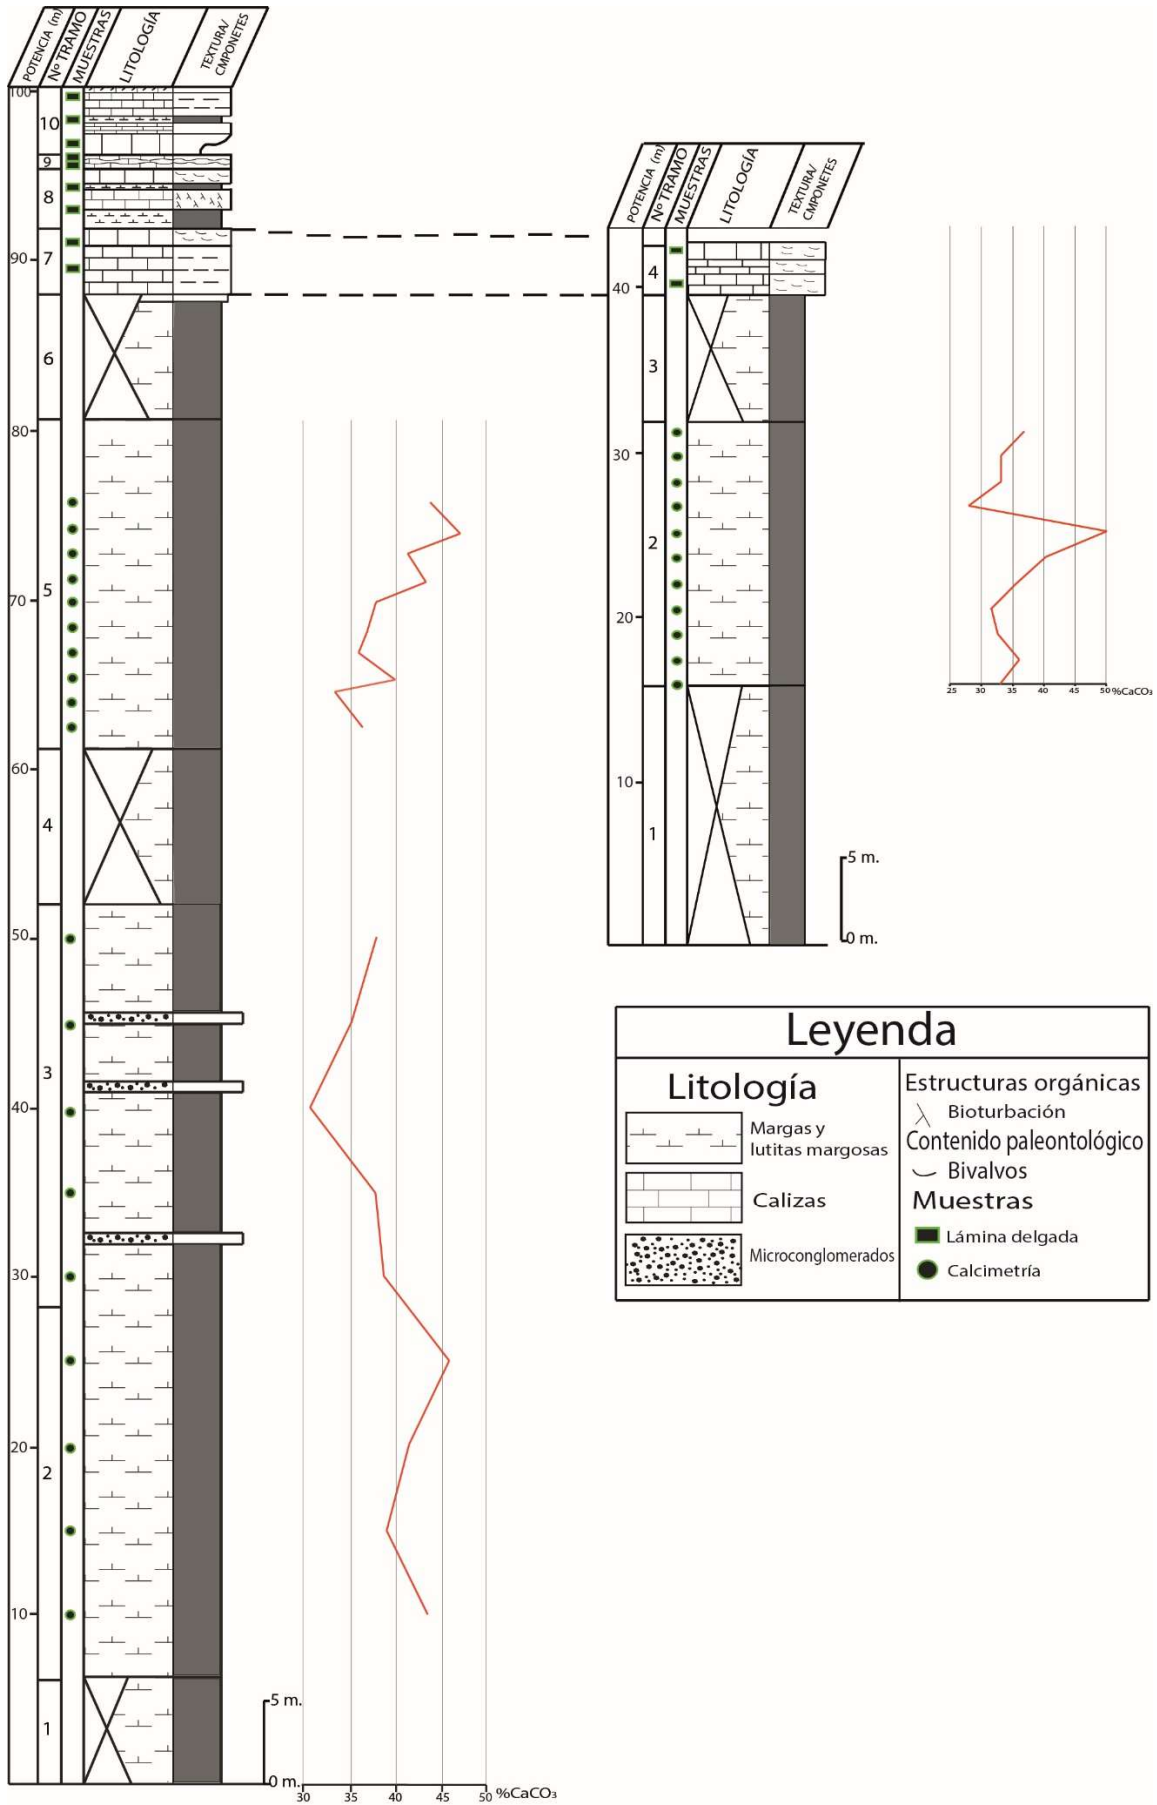 POTENCIA (m)
Nº TRAMO
MUESTRAS
LITOLOGÍA
TEXTURA/
CMPONETES
100
10
9
8
90
7
6
80
5
70
60
4
50
3
40
30
20
2
10
1
5 m.
0 m.
30 35 40 45 50 %CaCO₃
POTENCIA (m)
Nº TRAMO
MUESTRAS
LITOLOGÍA
TEXTURA/
CMPONETES
4
40
3
30
2
20
10
1
5 m.
0 m.
25 30 35 40 45 50 %CaCO₃
Leyenda
Litología
Margas y
lutitas margosas
Calizas
Microconglomerados
Estructuras orgánicas
Bioturbación
Contenido paleontológico
Bivalvos
Muestras
Lámina delgada
Calcimetría